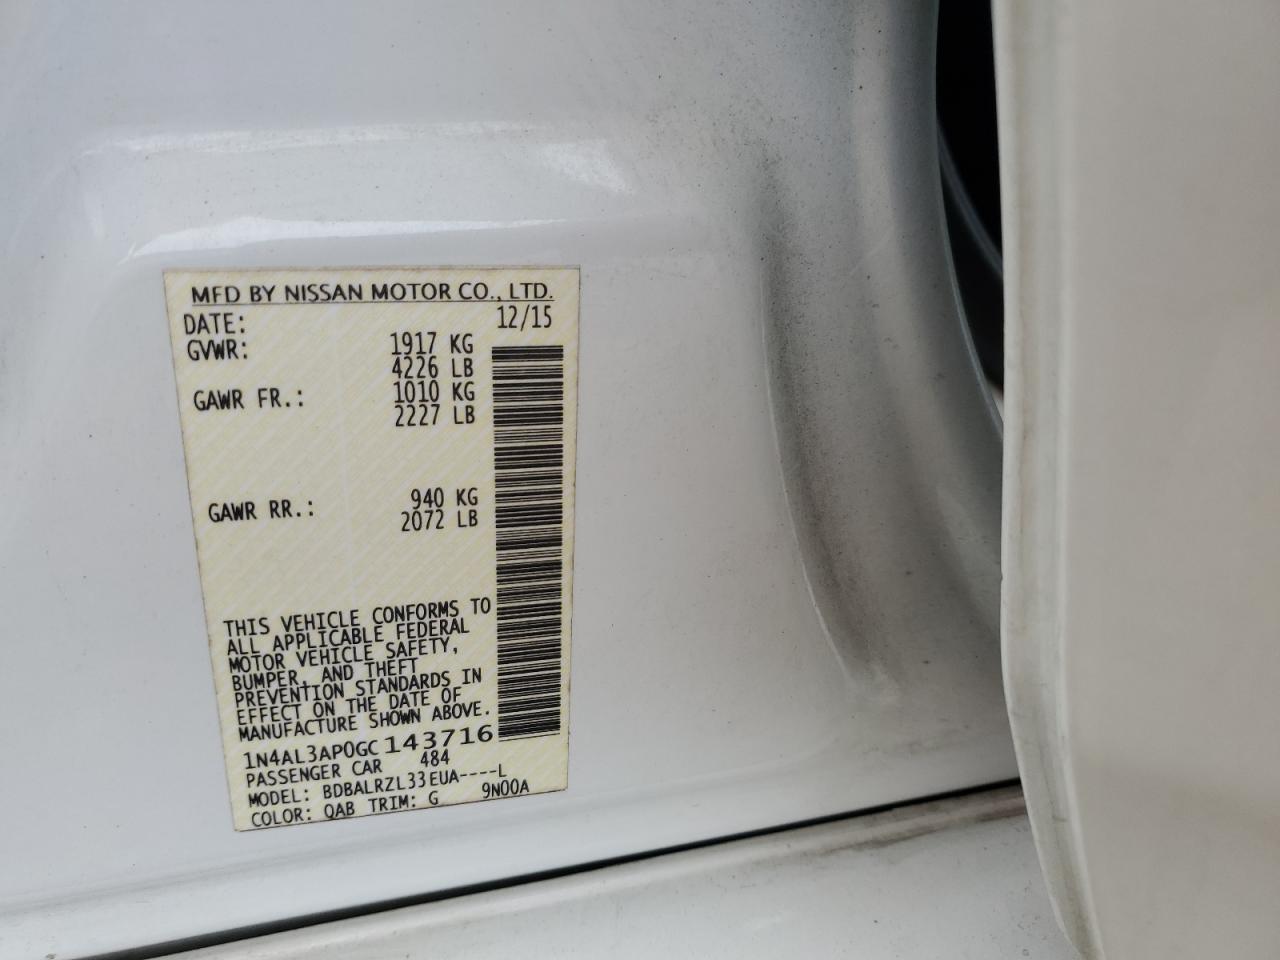 MFD BY NISSAN MOTOR CO., LTD.
DATE: 12/15
GVWR: 1917 KG
4226 LB
GAWR FR.: 1010 KG
2227 LB
GAWR RR.: 940 KG
2072 LB
THIS VEHICLE CONFORMS TO
ALL APPLICABLE FEDERAL
MOTOR VEHICLE SAFETY,
BUMPER, AND THEFT
PREVENTION STANDARDS IN
EFFECT ON THE DATE OF
MANUFACTURE SHOWN ABOVE.
1N4AL3AP0GC143716
PASSENGER CAR 484
MODEL: BDBALRZL33EUA----L
COLOR: QAB TRIM: G 9N00A